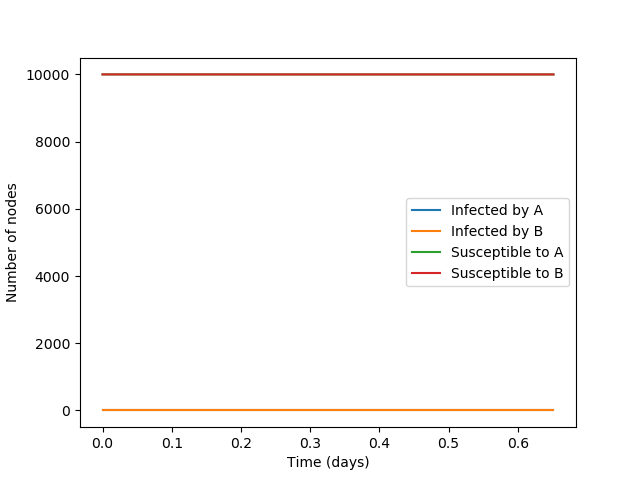 10000
8000
6000
4000
2000
0
Number of nodes
Infected by A
Infected by B
Susceptible to A
Susceptible to B
0.0 0.1 0.2 0.3 0.4 0.5 0.6
Time (days)